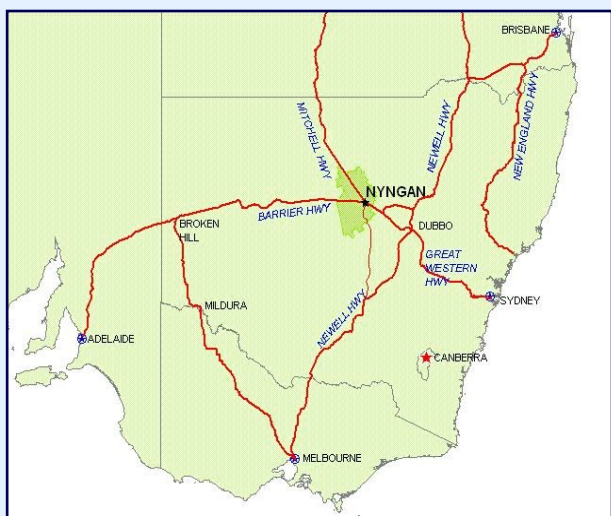 BRISBANE
MITCHELL HWY
NEWELL HWY
NEW ENGLAND HWY
NYNGAN
BARRIER HWY
BROKEN
HILL
DUBBO
GREAT
WESTERN
HWY
MILDURA
NEWELL HWY
SYDNEY
ADELAIDE
CANBERRA
MELBOURNE